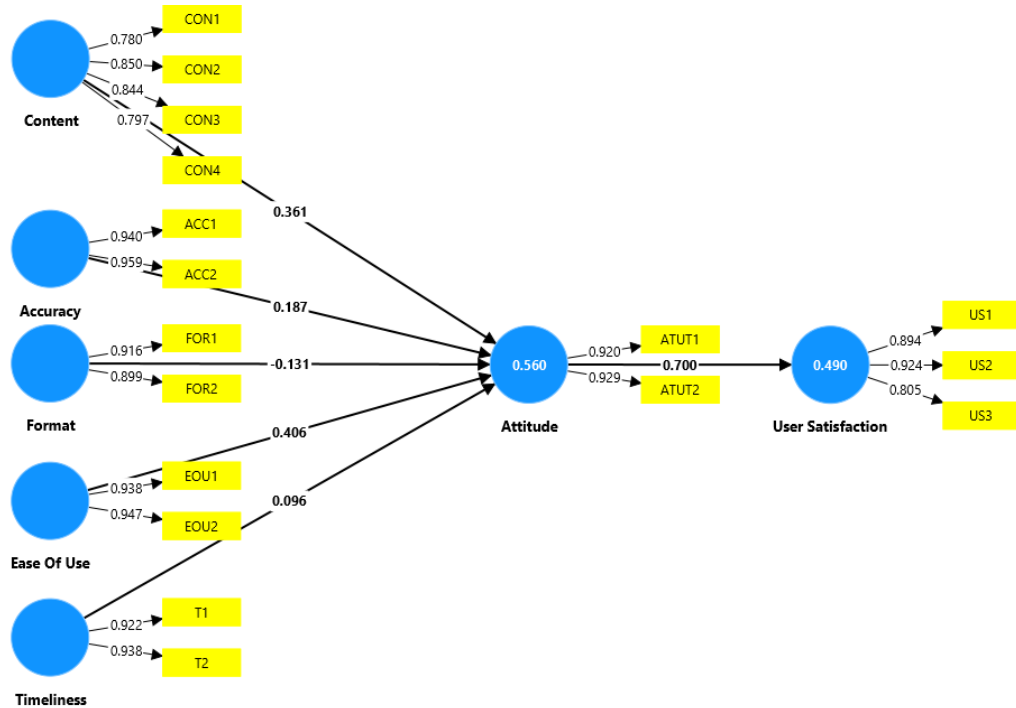 CON1
0.780
0.850
CON2
0.844
Content
0.797
CON3
CON4
0.361
ACC1
0.940
0.959
ACC2
Accuracy
0.187
FOR1
0.916
0.899
FOR2
-0.131
Format
0.406
EOU1
0.938
0.947
EOU2
0.096
Ease Of Use
T1
0.922
0.938
T2
Timeliness
0.560
Attitude
ATUT1
0.920
0.929
ATUT2
0.700
0.490
User Satisfaction
US1
0.894
0.924
US2
0.805
US3